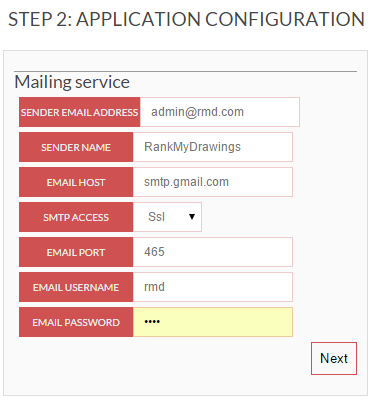 STEP 2: APPLICATION CONFIGURATION
Mailing service
SENDER EMAIL ADDRESS admin@rmd.com
SENDER NAME RankMyDrawings
EMAIL HOST smtp.gmail.com
SMTP ACCESS Ssl
EMAIL PORT 465
EMAIL USERNAME rmd
EMAIL PASSWORD ••••
Next